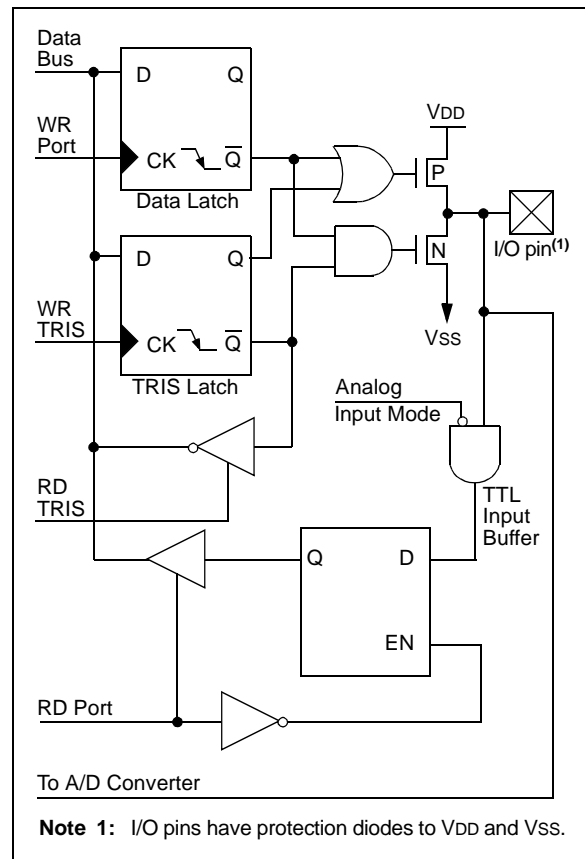 Data
Bus
D
Q
VDD
WR
Port
CK
Q
P
Data Latch
N
I/O pin(1)
D
Q
WR
TRIS
CK
Q
VSS
TRIS Latch
Analog
Input Mode
RD
TRIS
TTL
Input
Buffer
Q
D
EN
RD Port
To A/D Converter
Note 1: I/O pins have protection diodes to VDD and VSS.